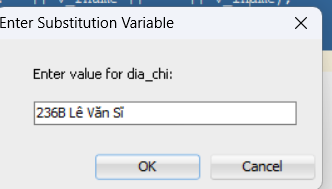 Enter Substitution Variable
Enter value for dia_chi:
236B Lê Văn Sĩ
OK
Cancel